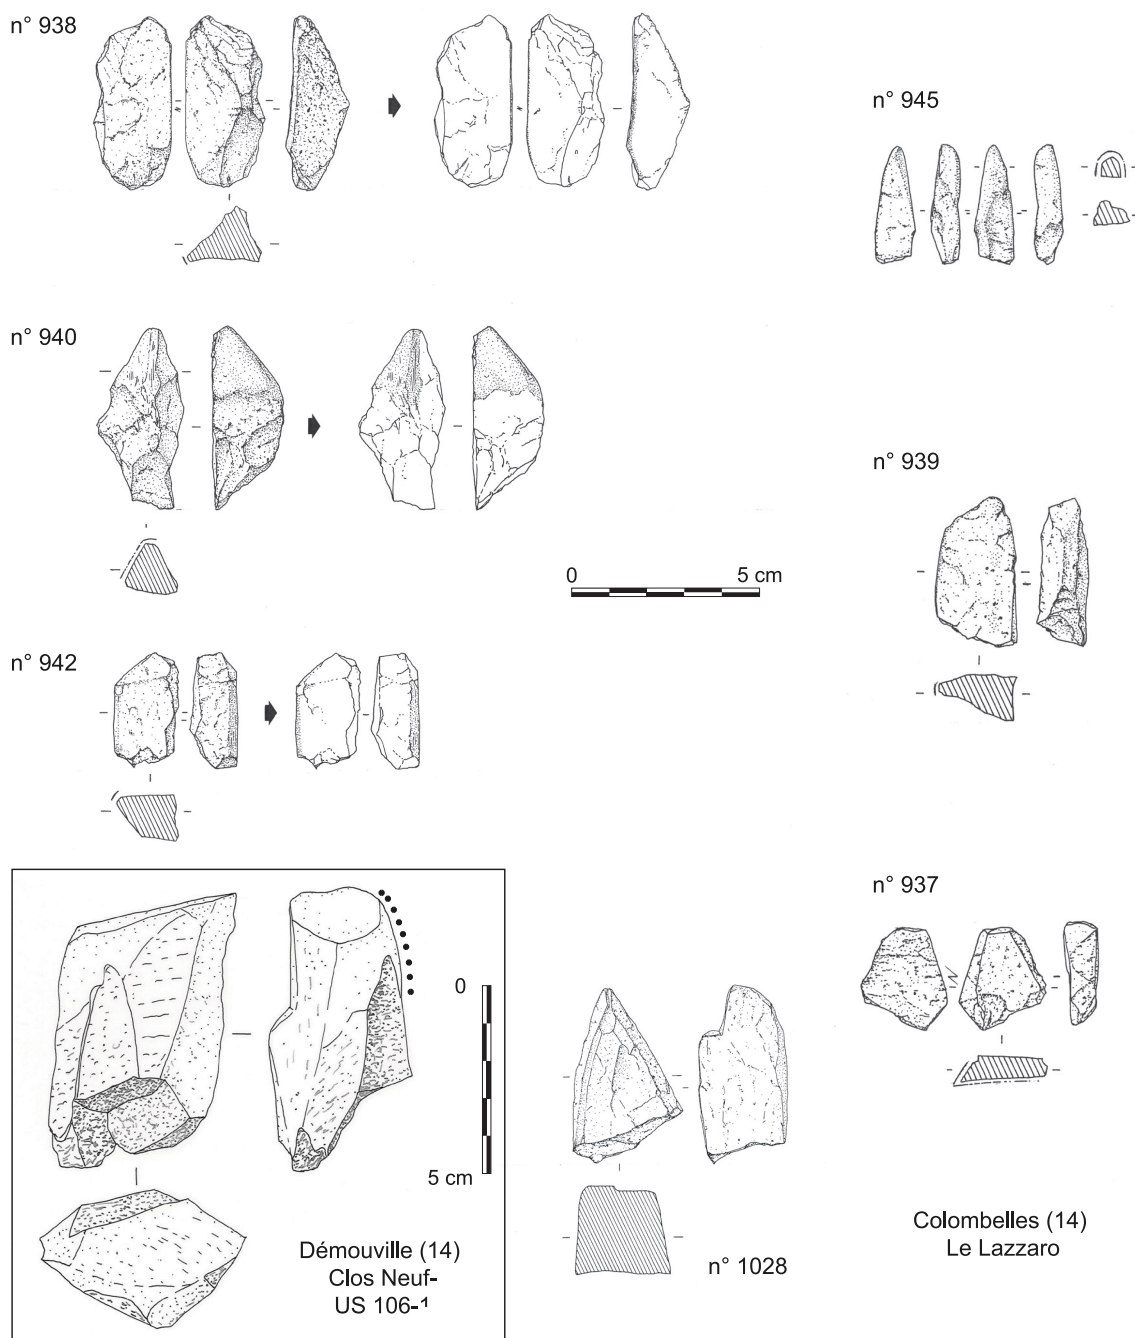 n° 938
n° 945
n° 940
n° 939
0 5 cm
n° 942
n° 937
0
5 cm
Démouville (14)
Clos Neuf-
US 106-¹
n° 1028
Colombelles (14)
Le Lazzaro